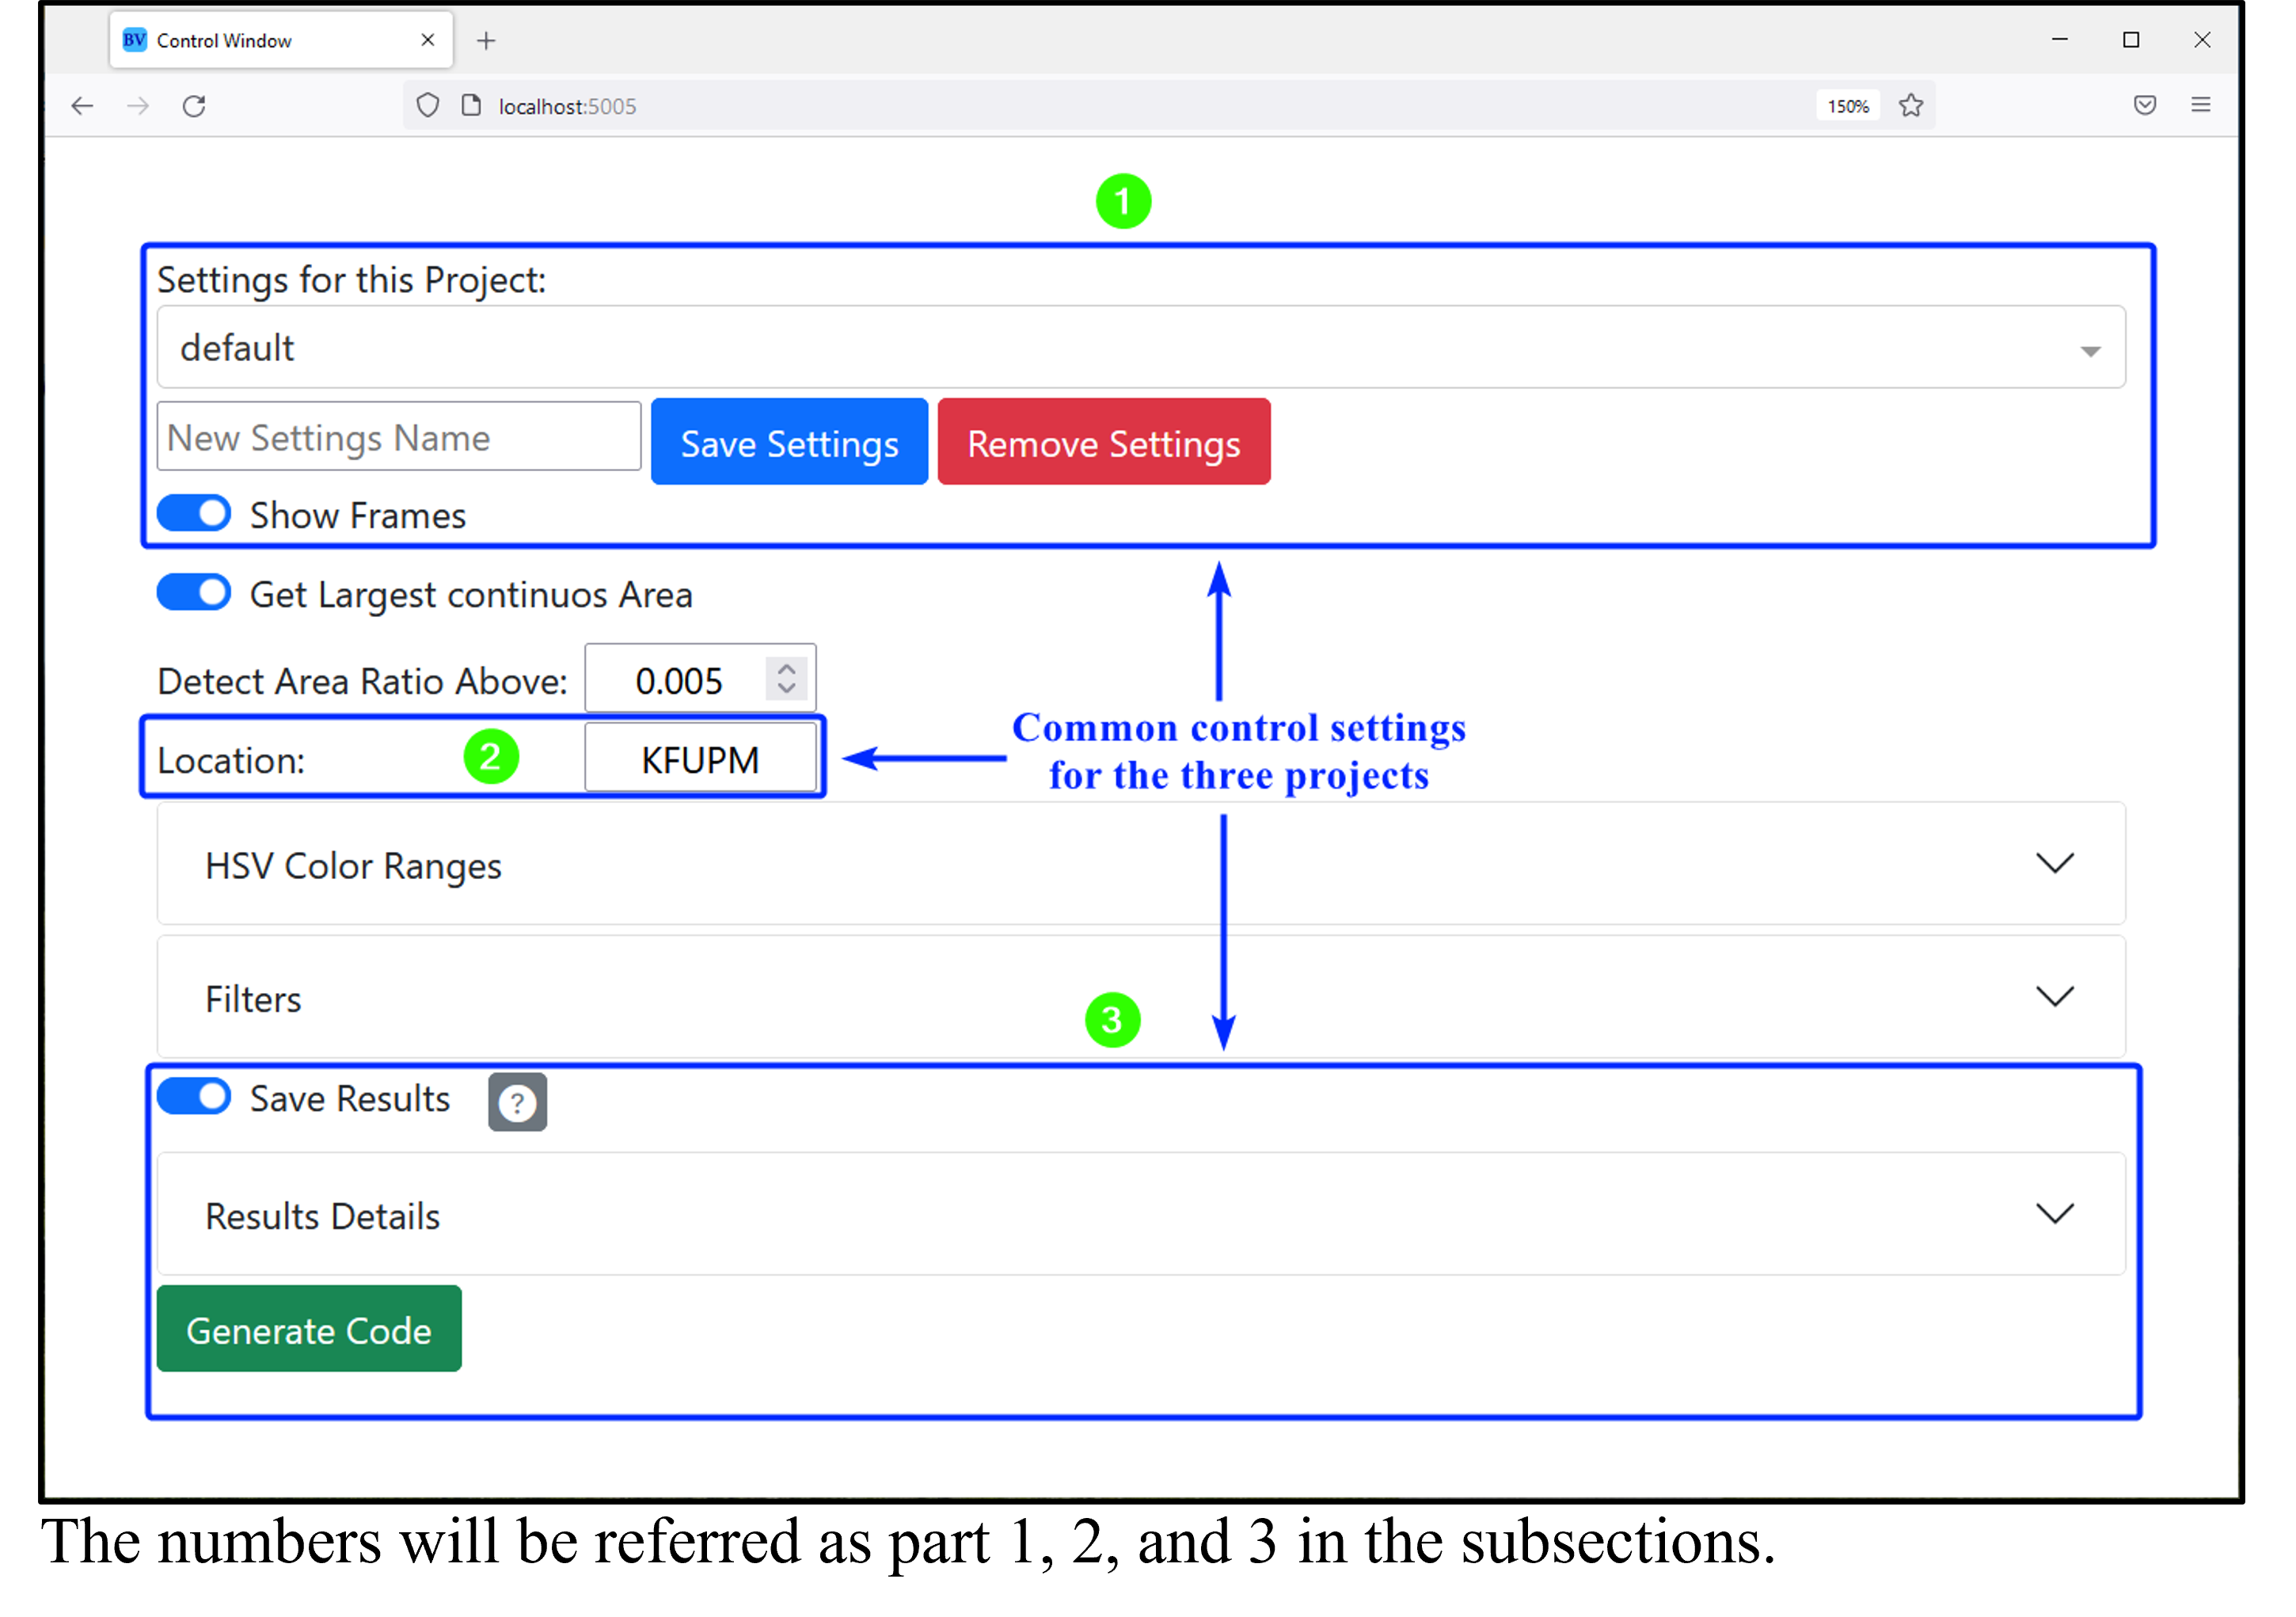 BV Control Window
localhost:5005
150%
1
Settings for this Project:
default
New Settings Name
Save Settings
Remove Settings
Show Frames
Get Largest continuos Area
Detect Area Ratio Above: 0.005
Location: 2 KFUPM
Common control settings
for the three projects
HSV Color Ranges
Filters
3
Save Results ?
Results Details
Generate Code
The numbers will be referred as part 1, 2, and 3 in the subsections.